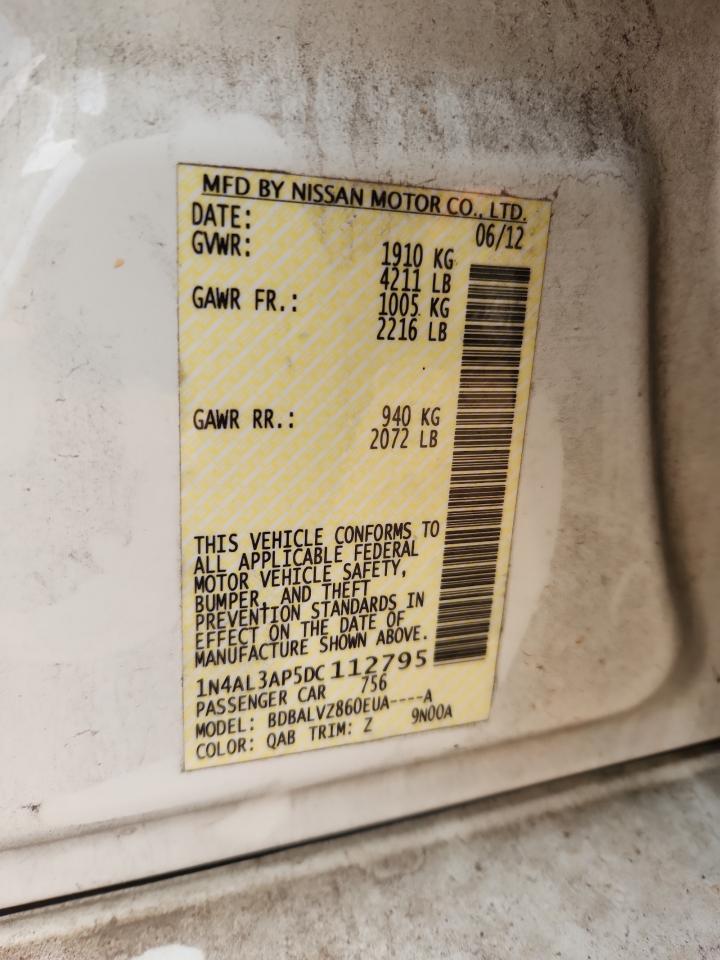 MFD BY NISSAN MOTOR CO., LTD.
DATE: 06/12
GVWR: 1910 KG
4211 LB
GAWR FR.: 1005 KG
2216 LB
GAWR RR.: 940 KG
2072 LB
THIS VEHICLE CONFORMS TO
ALL APPLICABLE FEDERAL
MOTOR VEHICLE SAFETY,
BUMPER, AND THEFT
PREVENTION STANDARDS IN
EFFECT ON THE DATE OF
MANUFACTURE SHOWN ABOVE.
1N4AL3AP5DC112795
PASSENGER CAR 756
MODEL: BDBALVZ860EUA----A
COLOR: QAB TRIM: Z 9N00A